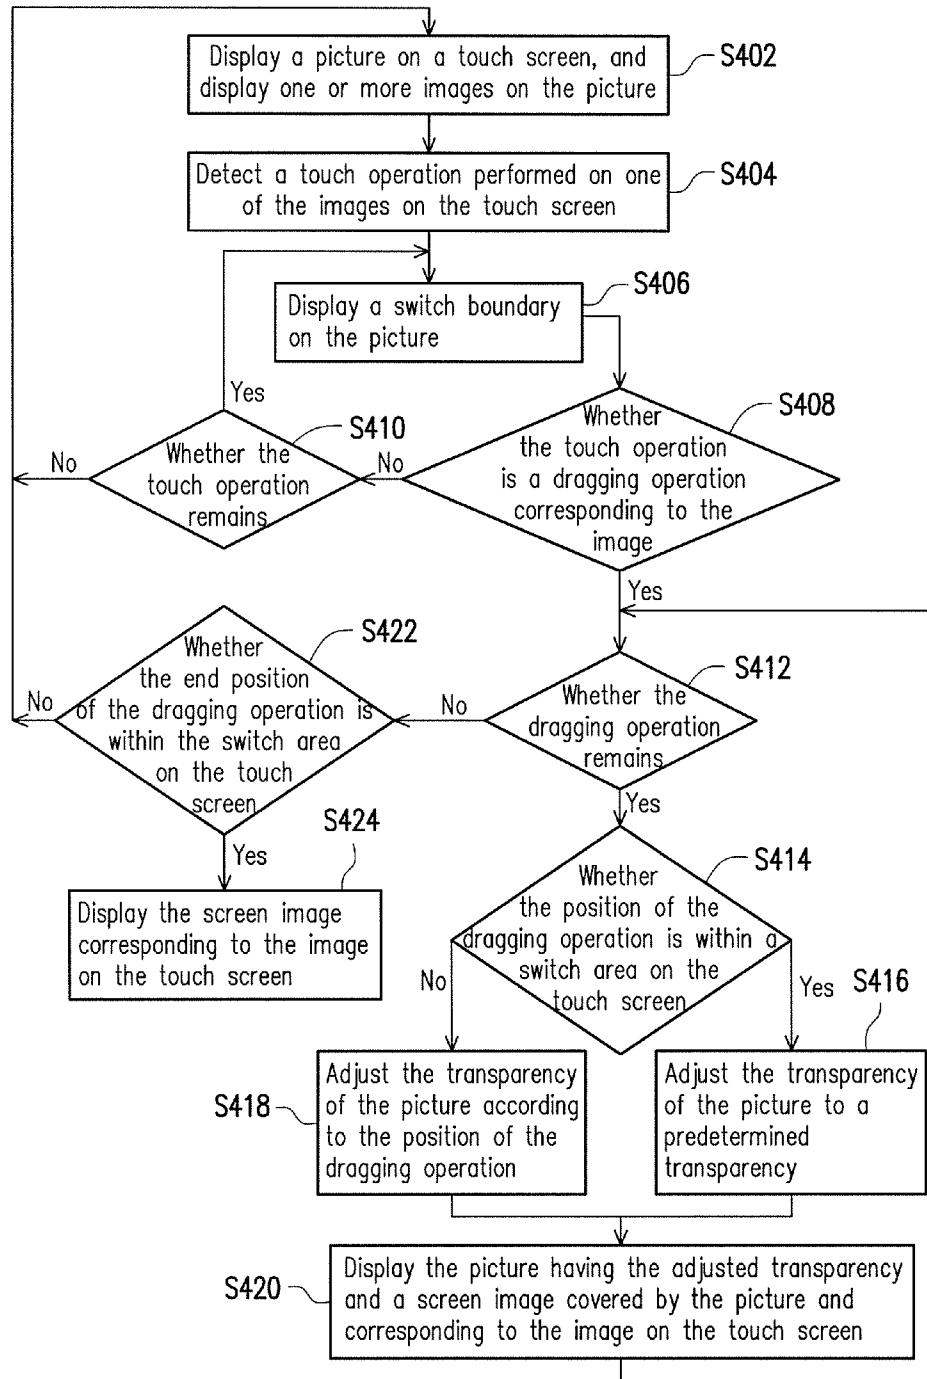 Display a picture on a touch screen, and
display one or more images on the picture
S402
Detect a touch operation performed on one
of the images on the touch screen
S404
Display a switch boundary
on the picture
S406
Yes
Whether
the touch operation
is a dragging operation
corresponding to the
image
S408
No
Whether the
touch operation
remains
S410
No
Yes
Whether the
dragging operation
remains
S412
No
Whether
the end position
of the dragging operation is
within the switch area
on the touch
screen
S422
No
Yes
Yes
S424
Display the screen image
corresponding to the image
on the touch screen
Whether
the position of the
dragging operation is within a
switch area on the
touch screen
S414
No
Yes
S416
Adjust the transparency
of the picture according
to the position of the
dragging operation
S418
Adjust the transparency
of the picture to a
predetermined
transparency
Display the picture having the adjusted transparency
and a screen image covered by the picture and
corresponding to the image on the touch screen
S420